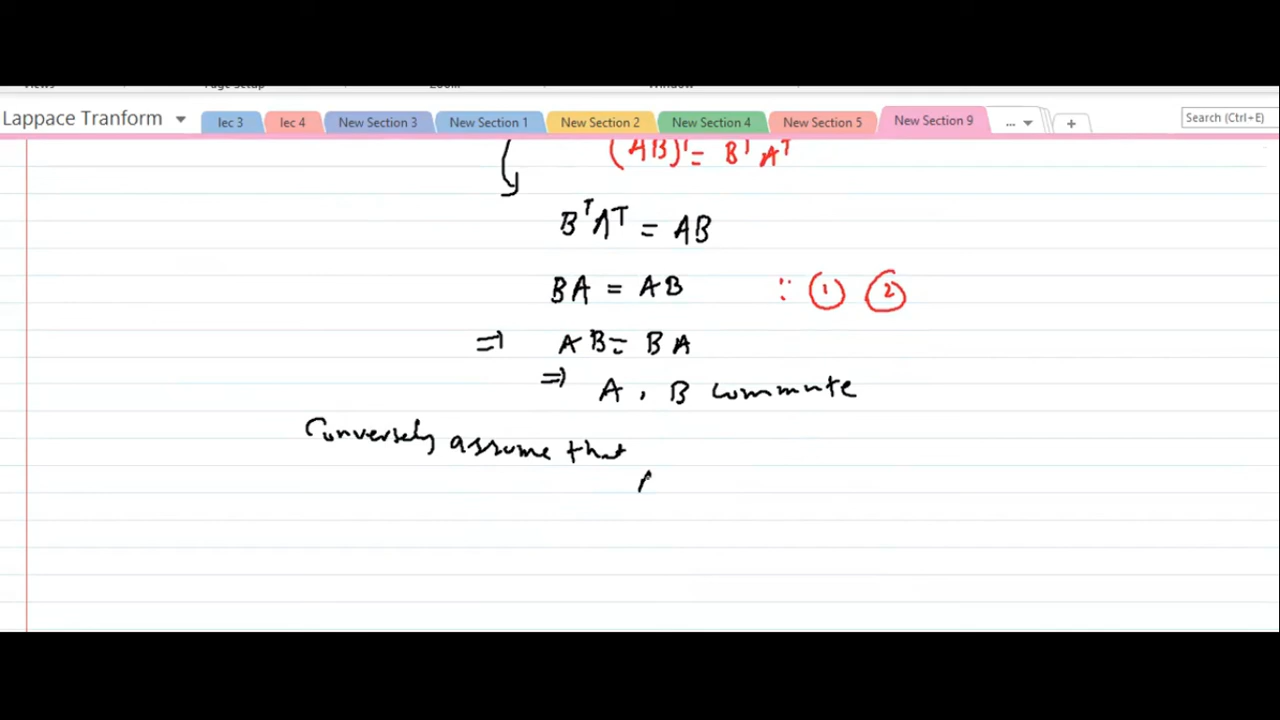 Lappace Tranform lec 3 lec 4 New Section 3 New Section 1 New Section 2 New Section 4 New Section 5 New Section 9 ... + Search (Ctrl+E)
(AB)ᵀ = Bᵀ Aᵀ
BᵀAᵀ = AB
BA = AB ∵ ① ②
⇒ AB = BA
⇒ A, B commute
Conversely assume that